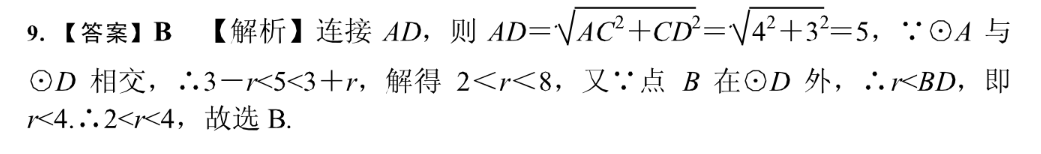 9. 【答案】B 【解析】连接 AD，则 AD=√AC²+CD²=√4²+3²=5，∵⊙A 与
⊙D 相交，∴3－r<5<3＋r，解得 2＜r＜8，又∵点 B 在⊙D 外，∴r<BD，即
r<4.∴2<r<4，故选 B.